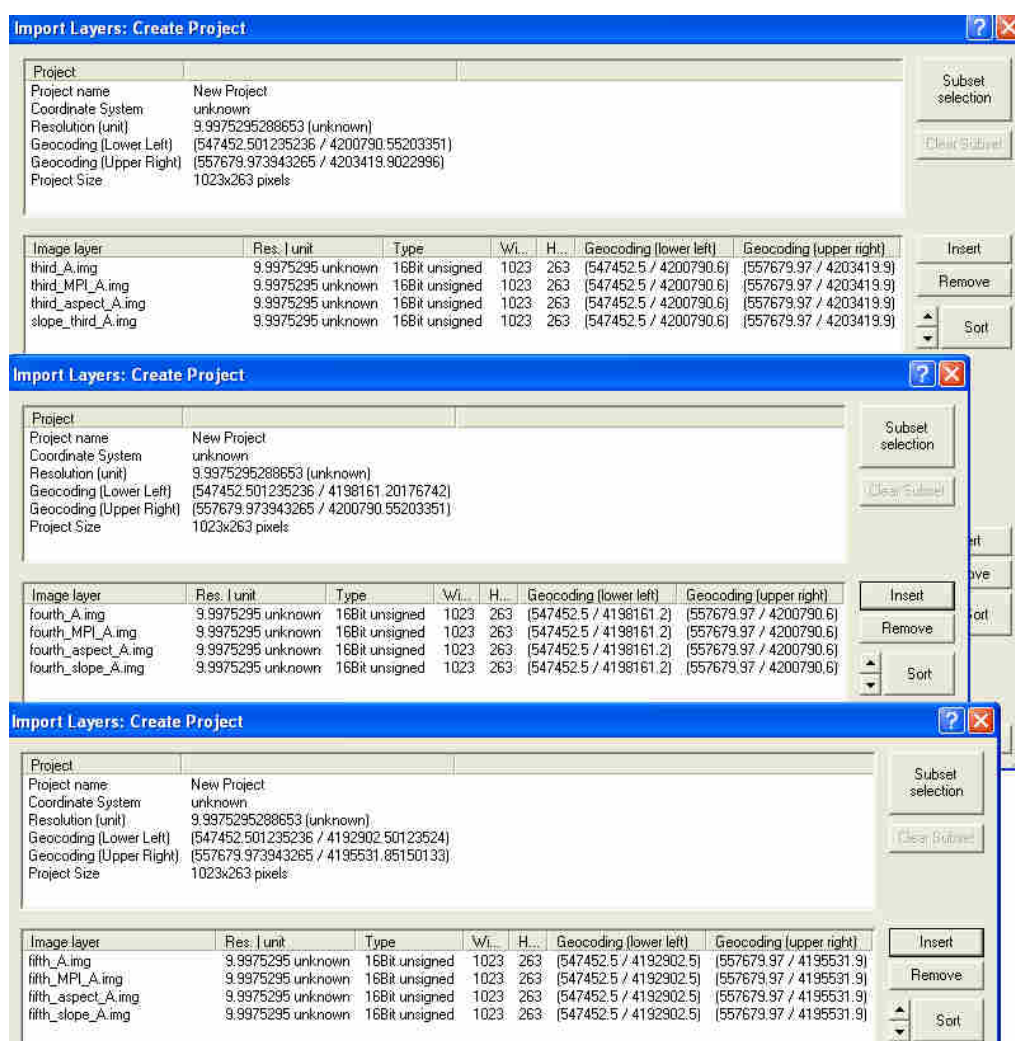 Import Layers: Create Project
Project
Project name New Project
Coordinate System unknown
Resolution (unit) 9.9975295288653 (unknown)
Geocoding (Lower Left) (547452.501235236 / 4200790.55203351)
Geocoding (Upper Right) (557679.973943265 / 4203419.9022996)
Project Size 1023x263 pixels
Subset selection
Clear Subset
Image layer Res. | unit Type Wi... H... Geocoding (lower left) Geocoding (upper right)
third_A.img 9.9975295 unknown 16Bit unsigned 1023 263 (547452.5 / 4200790.6) (557679.97 / 4203419.9)
third_MPI_A.img 9.9975295 unknown 16Bit unsigned 1023 263 (547452.5 / 4200790.6) (557679.97 / 4203419.9)
third_aspect_A.img 9.9975295 unknown 16Bit unsigned 1023 263 (547452.5 / 4200790.6) (557679.97 / 4203419.9)
slope_third_A.img 9.9975295 unknown 16Bit unsigned 1023 263 (547452.5 / 4200790.6) (557679.97 / 4203419.9)
Insert
Remove
Sort
Import Layers: Create Project
Project
Project name New Project
Coordinate System unknown
Resolution (unit) 9.9975295288653 (unknown)
Geocoding (Lower Left) (547452.501235236 / 4198161.20176742)
Geocoding (Upper Right) (557679.973943265 / 4200790.55203351)
Project Size 1023x263 pixels
Subset selection
Clear Subset
Image layer Res. | unit Type Wi... H... Geocoding (lower left) Geocoding (upper right)
fourth_A.img 9.9975295 unknown 16Bit unsigned 1023 263 (547452.5 / 4198161.2) (557679.97 / 4200790.6)
fourth_MPI_A.img 9.9975295 unknown 16Bit unsigned 1023 263 (547452.5 / 4198161.2) (557679.97 / 4200790.6)
fourth_aspect_A.img 9.9975295 unknown 16Bit unsigned 1023 263 (547452.5 / 4198161.2) (557679.97 / 4200790.6)
fourth_slope_A.img 9.9975295 unknown 16Bit unsigned 1023 263 (547452.5 / 4198161.2) (557679.97 / 4200790.6)
Insert
Remove
Sort
ert
ove
ort
Import Layers: Create Project
Project
Project name New Project
Coordinate System unknown
Resolution (unit) 9.9975295288653 (unknown)
Geocoding (Lower Left) (547452.501235236 / 4192902.50123524)
Geocoding (Upper Right) (557679.973943265 / 4195531.85150133)
Project Size 1023x263 pixels
Subset selection
Clear Subset
Image layer Res. | unit Type Wi... H... Geocoding (lower left) Geocoding (upper right)
fifth_A.img 9.9975295 unknown 16Bit unsigned 1023 263 (547452.5 / 4192902.5) (557679.97 / 4195531.9)
fifth_MPI_A.img 9.9975295 unknown 16Bit unsigned 1023 263 (547452.5 / 4192902.5) (557679.97 / 4195531.9)
fifth_aspect_A.img 9.9975295 unknown 16Bit unsigned 1023 263 (547452.5 / 4192902.5) (557679.97 / 4195531.9)
fifth_slope_A.img 9.9975295 unknown 16Bit unsigned 1023 263 (547452.5 / 4192902.5) (557679.97 / 4195531.9)
Insert
Remove
Sort